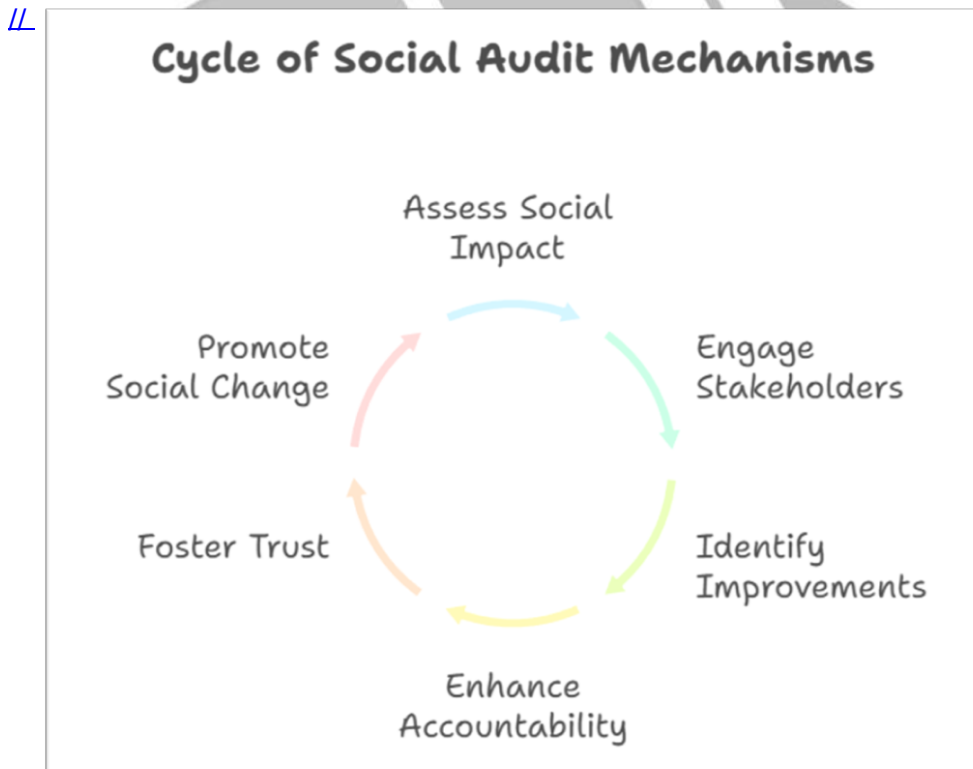 //
Cycle of Social Audit Mechanisms
Assess Social
Impact
Engage
Stakeholders
Identify
Improvements
Enhance
Accountability
Foster Trust
Promote
Social Change